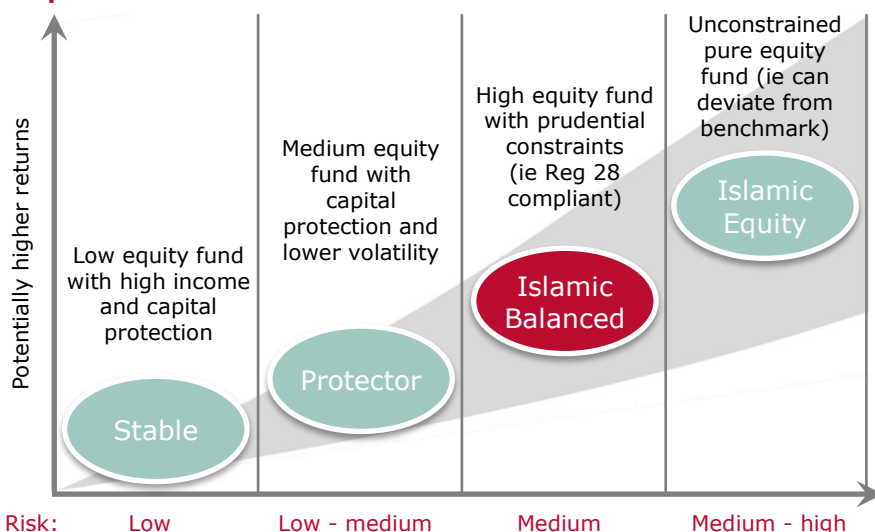 Potentially higher returns
Low equity fund
with high income
and capital
protection
Stable
Medium equity
fund with
capital
protection and
lower volatility
Protector
High equity fund
with prudential
constraints
(ie Reg 28
compliant)
Islamic
Balanced
Unconstrained
pure equity
fund (ie can
deviate from
benchmark)
Islamic
Equity
Risk:
Low
Low - medium
Medium
Medium - high